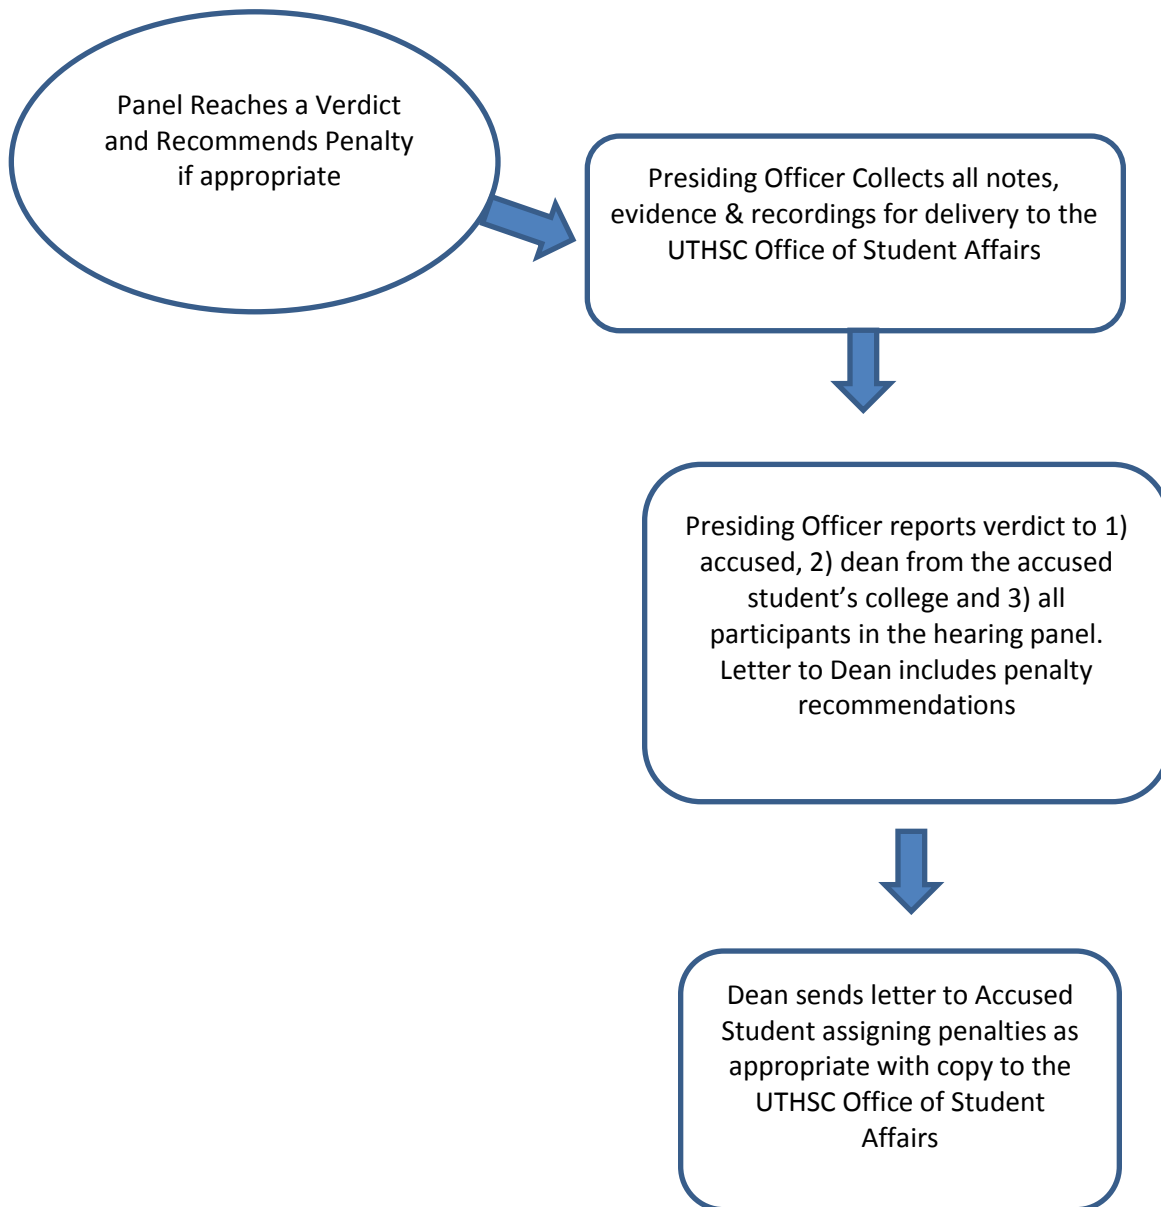 Panel Reaches a Verdict
and Recommends Penalty
if appropriate
Presiding Officer Collects all notes,
evidence & recordings for delivery to the
UTHSC Office of Student Affairs
Presiding Officer reports verdict to 1)
accused, 2) dean from the accused
student’s college and 3) all
participants in the hearing panel.
Letter to Dean includes penalty
recommendations
Dean sends letter to Accused
Student assigning penalties as
appropriate with copy to the
UTHSC Office of Student
Affairs